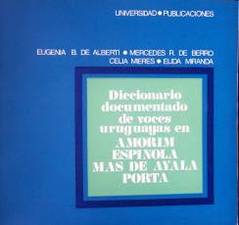 UNIVERSIDAD • PUBLICACIONES
EUGENIA B. DE ALBERTI • MERCEDES R. DE BERRO
CELIA MIERES • ELIDA MIRANDA
Diccionario
documentado
de voces
uruguayas en
AMORIM
ESPINOLA
MAS DE AYALA
PORTA